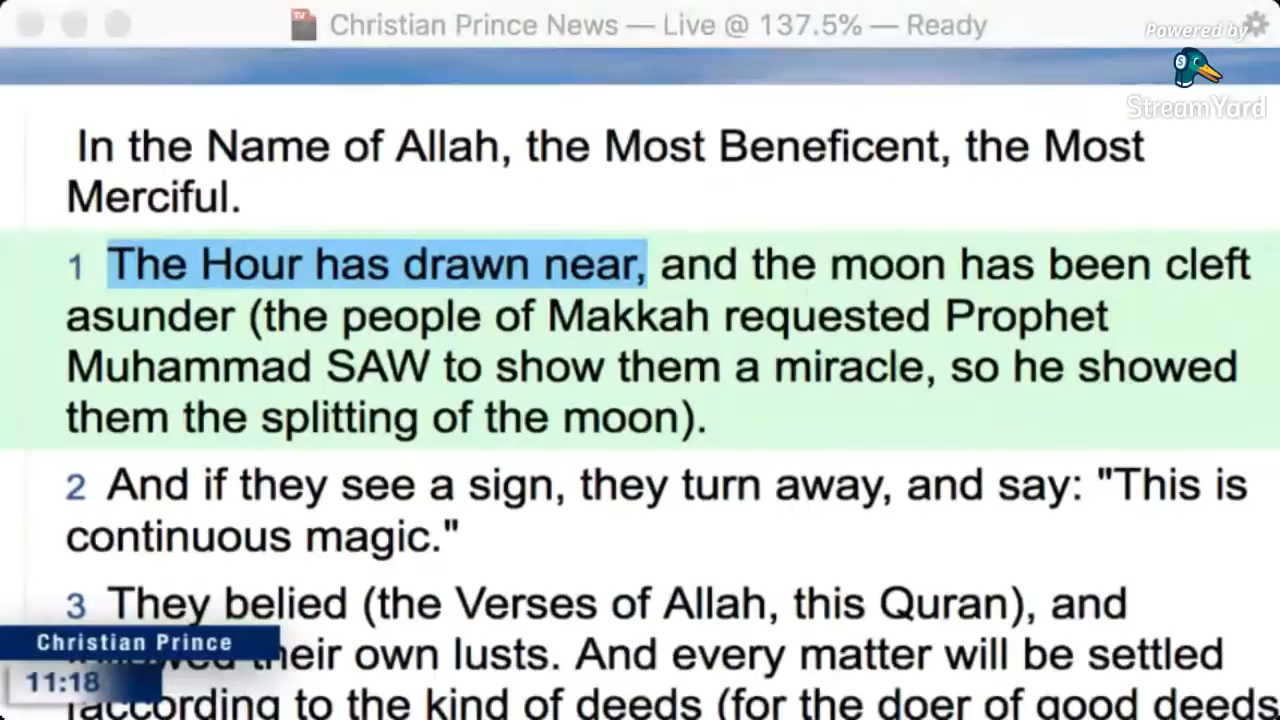 Christian Prince News — Live @ 137.5% — Ready
Powered by
StreamYard
In the Name of Allah, the Most Beneficent, the Most
Merciful.
1 The Hour has drawn near, and the moon has been cleft
asunder (the people of Makkah requested Prophet
Muhammad SAW to show them a miracle, so he showed
them the splitting of the moon).
2 And if they see a sign, they turn away, and say: "This is
continuous magic."
3 They belied (the Verses of Allah, this Quran), and
their own lusts. And every matter will be settled
according to the kind of deeds (for the doer of good deeds
Christian Prince
11:18